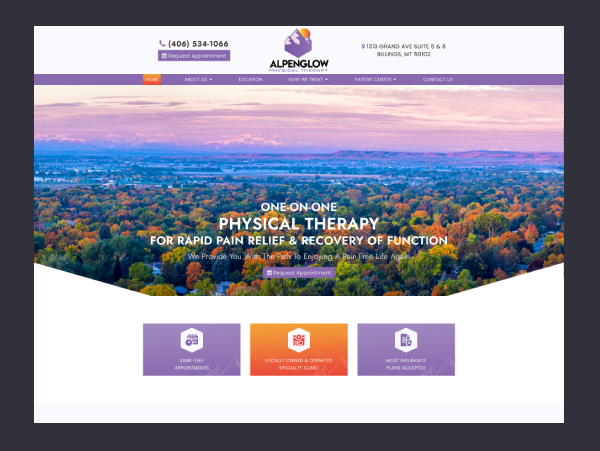 (406) 534-1066
Request Appointment
ALPENGLOW
PHYSICAL THERAPY
1313 GRAND AVE SUITE 5 & 6
BILLINGS, MT 59102
HOME ABOUT US LOCATION HOW WE TREAT PATIENT CENTER CONTACT US
ONE-ON-ONE
PHYSICAL THERAPY
FOR RAPID PAIN RELIEF & RECOVERY OF FUNCTION
We Provide You With The Path To Enjoying A Pain Free Life Again
Request Appointment
SAME-DAY
APPOINTMENTS
LOCALLY OWNED & OPERATED
SPECIALTY CLINIC
MOST INSURANCE
PLANS ACCEPTED